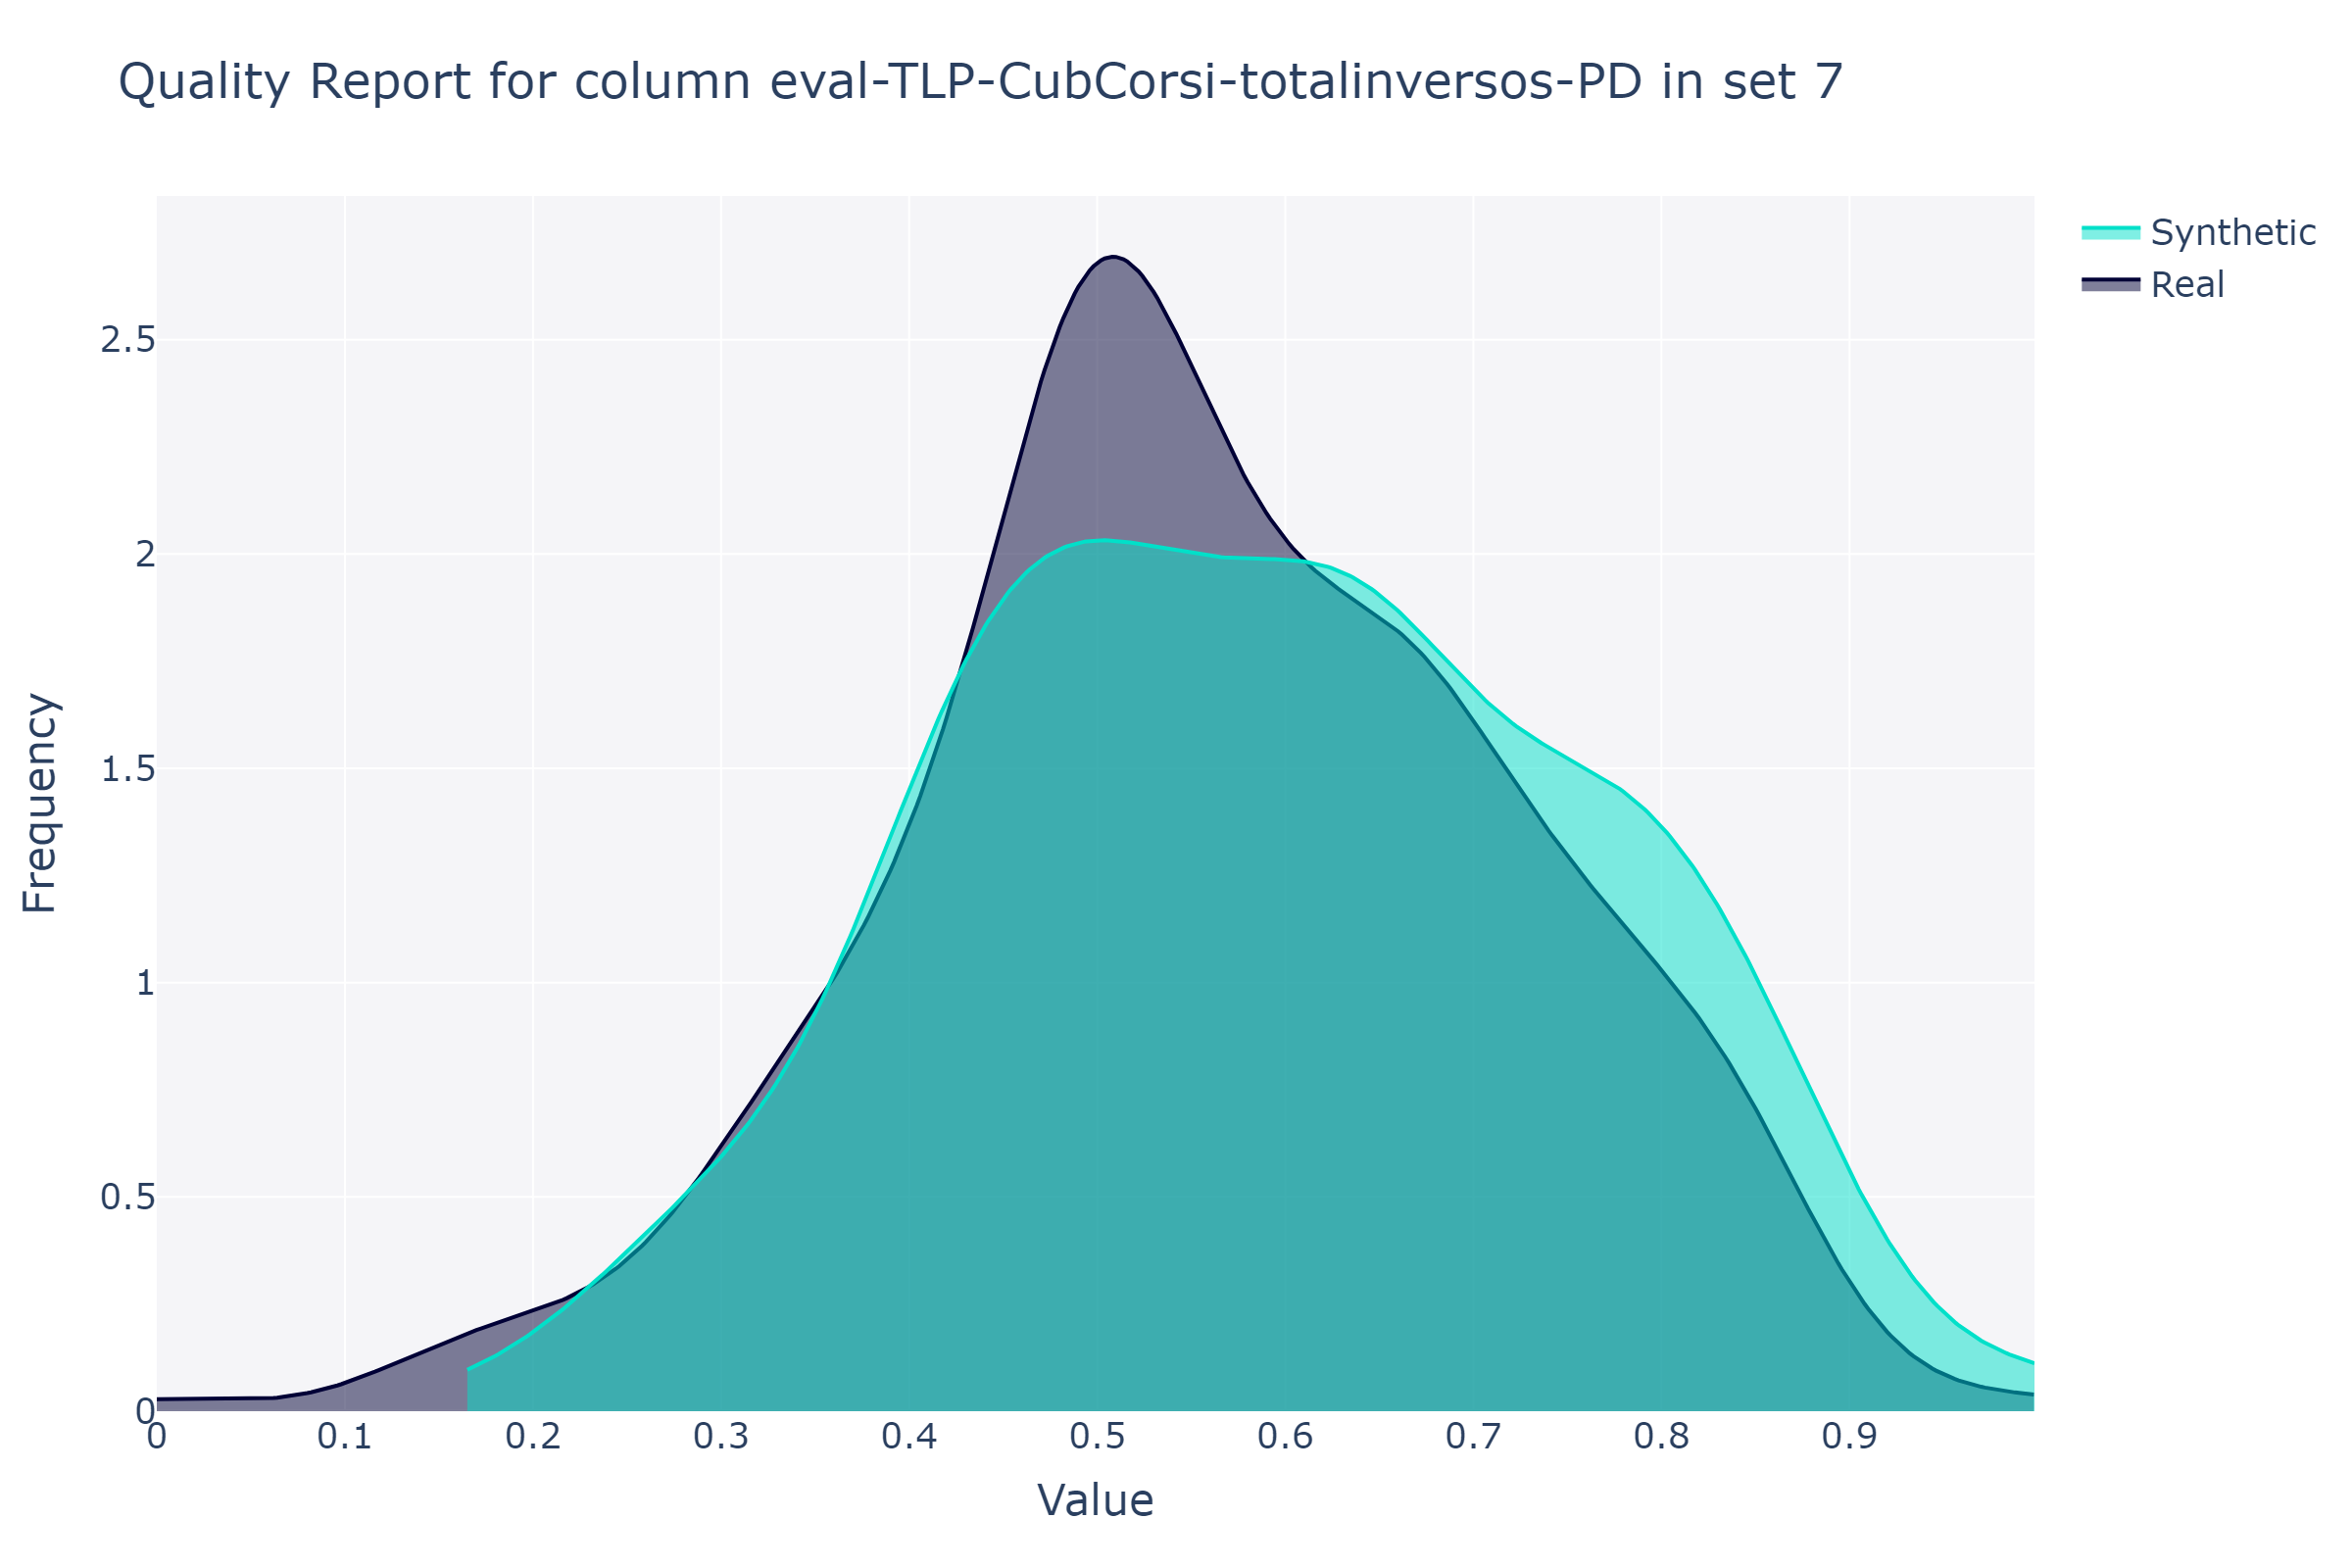 Quality Report for column eval-TLP-CubCorsi-totalinversos-PD in set 7
Synthetic
Real
Frequency
2.5
2
1.5
1
0.5
0
0 0.1 0.2 0.3 0.4 0.5 0.6 0.7 0.8 0.9
Value